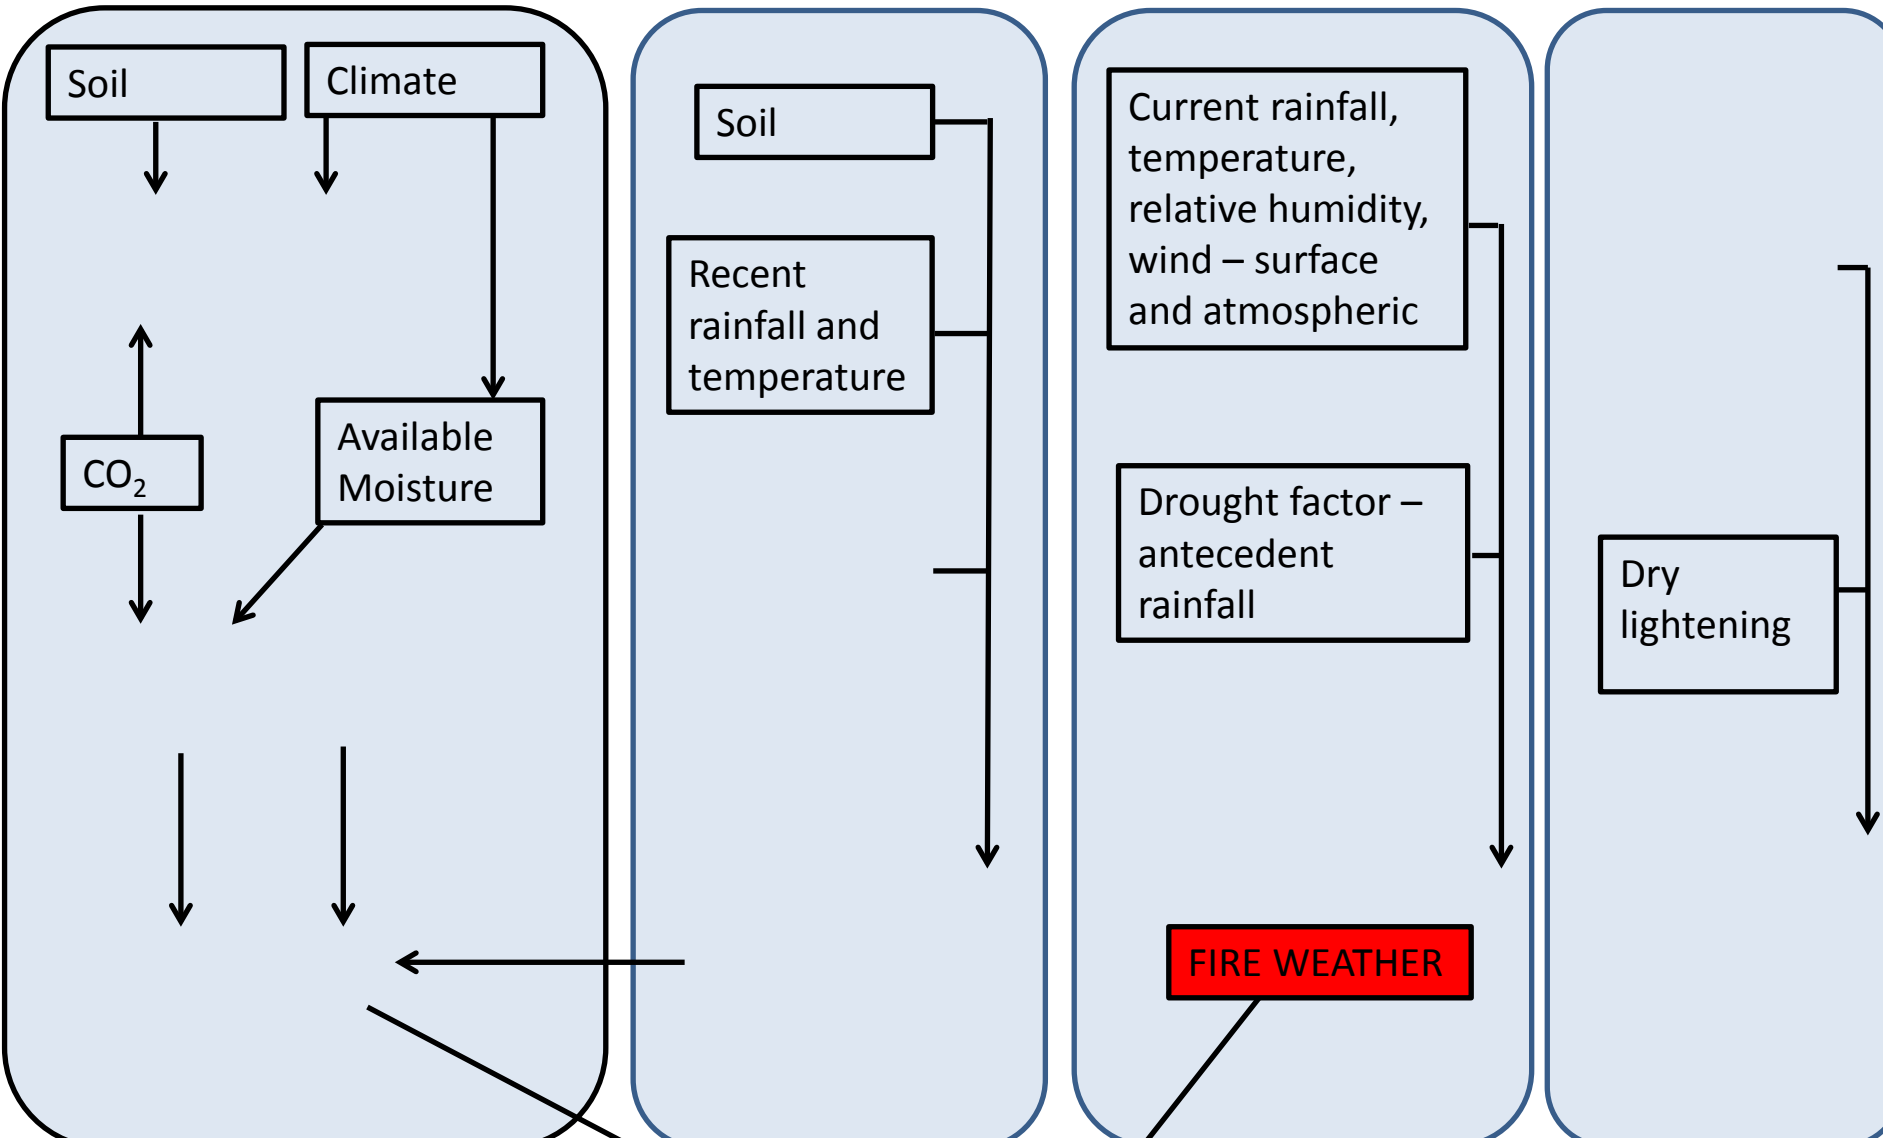 Soil
Climate
CO₂
Available
Moisture
Soil
Recent
rainfall and
temperature
Current rainfall,
temperature,
relative humidity,
wind – surface
and atmospheric
Drought factor –
antecedent
rainfall
FIRE WEATHER
Dry
lightening